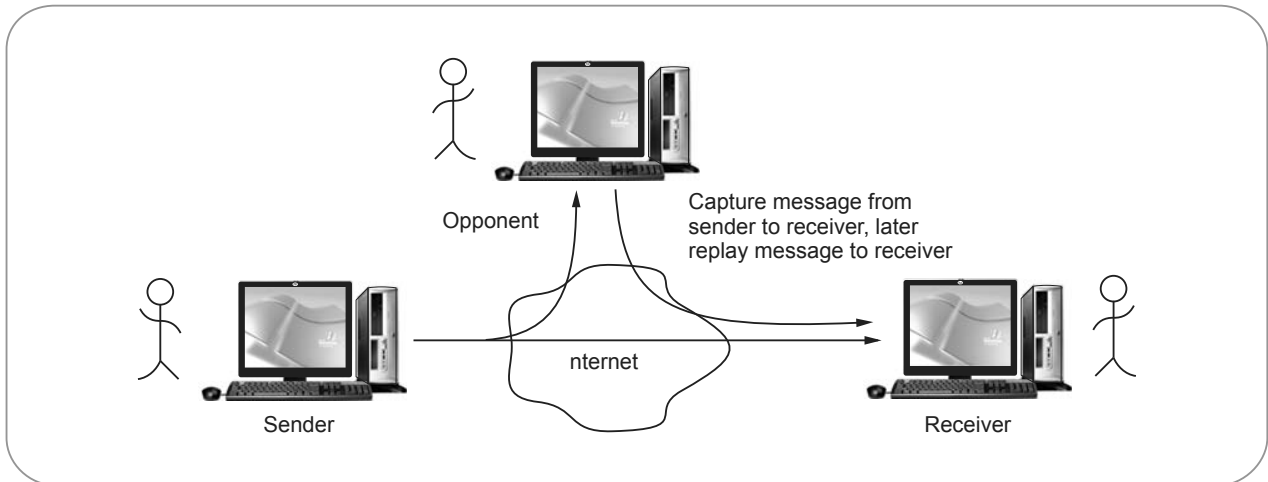 Opponent
Capture message from
sender to receiver, later
replay message to receiver
nternet
Sender
Receiver